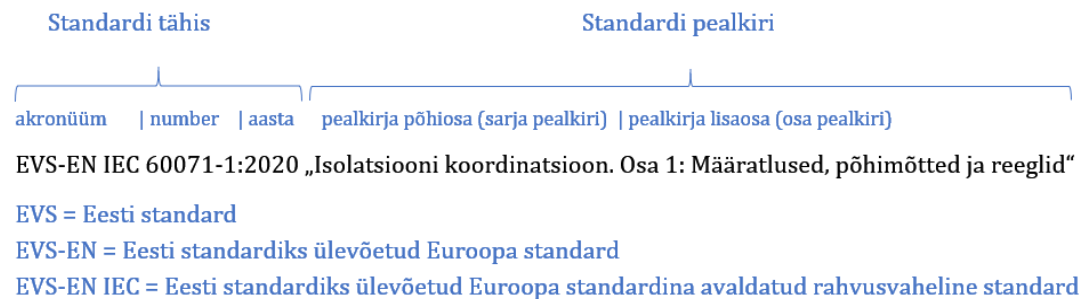 Standardi tähis Standardi pealkiri
akronüüm | number | aasta pealkirja põhiosa (sarja pealkiri) | pealkirja lisaosa (osa pealkiri)
EVS-EN IEC 60071-1:2020 „Isolatsiooni koordinatsioon. Osa 1: Määratlused, põhimõtted ja reeglid“
EVS = Eesti standard
EVS-EN = Eesti standardiks ülevõetud Euroopa standard
EVS-EN IEC = Eesti standardiks ülevõetud Euroopa standardina avaldatud rahvusvaheline standard